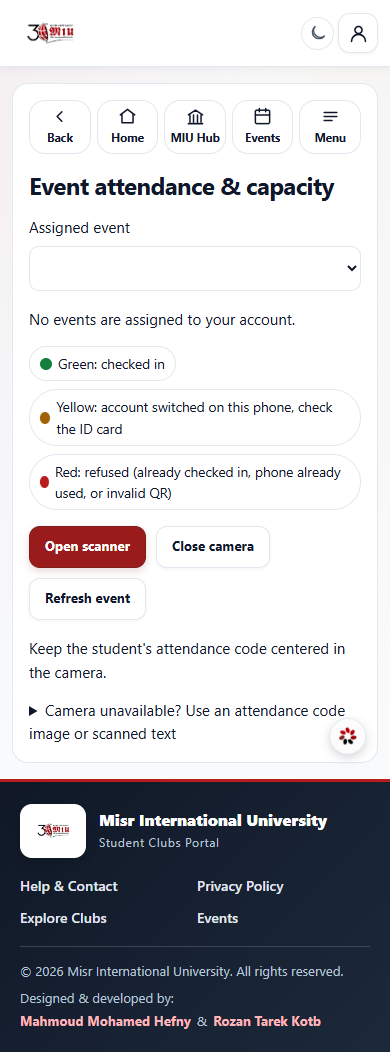 MIU
Back
Home
MIU Hub
Events
Menu
Event attendance & capacity
Assigned event
No events are assigned to your account.
Green: checked in
Yellow: account switched on this phone, check
the ID card
Red: refused (already checked in, phone already
used, or invalid QR)
Open scanner
Close camera
Refresh event
Keep the student's attendance code centered in
the camera.
Camera unavailable? Use an attendance code
image or scanned text
MIU
Misr International University
Student Clubs Portal
Help & Contact
Privacy Policy
Explore Clubs
Events
© 2026 Misr International University. All rights reserved.
Designed & developed by:
Mahmoud Mohamed Hefny & Rozan Tarek Kotb